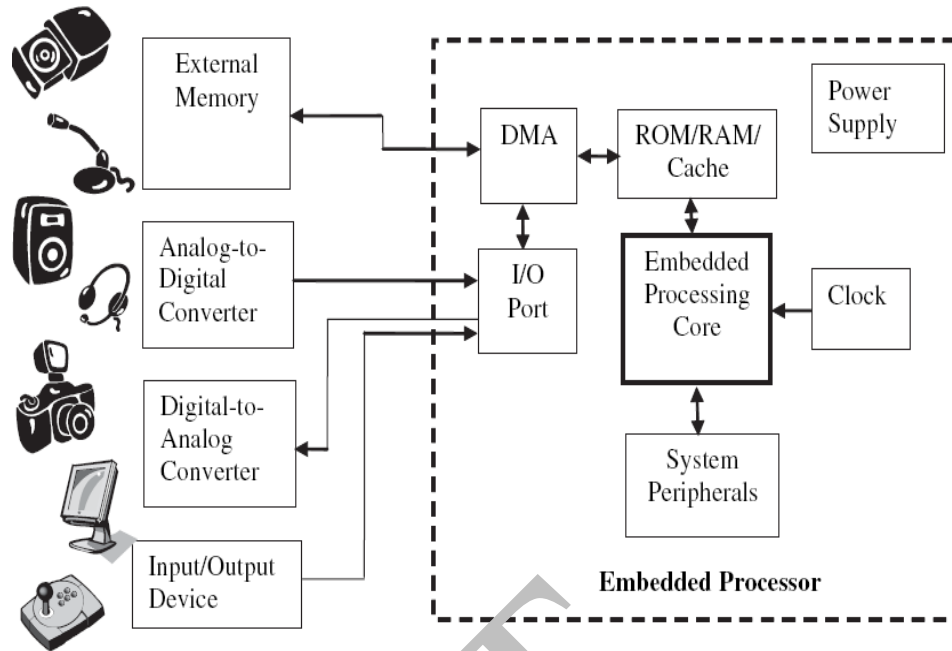 External
Memory
Analog-to-
Digital
Converter
Digital-to-
Analog
Converter
Input/Output
Device
DMA
I/O
Port
ROM/RAM/
Cache
Embedded
Processing
Core
System
Peripherals
Power
Supply
Clock
Embedded Processor